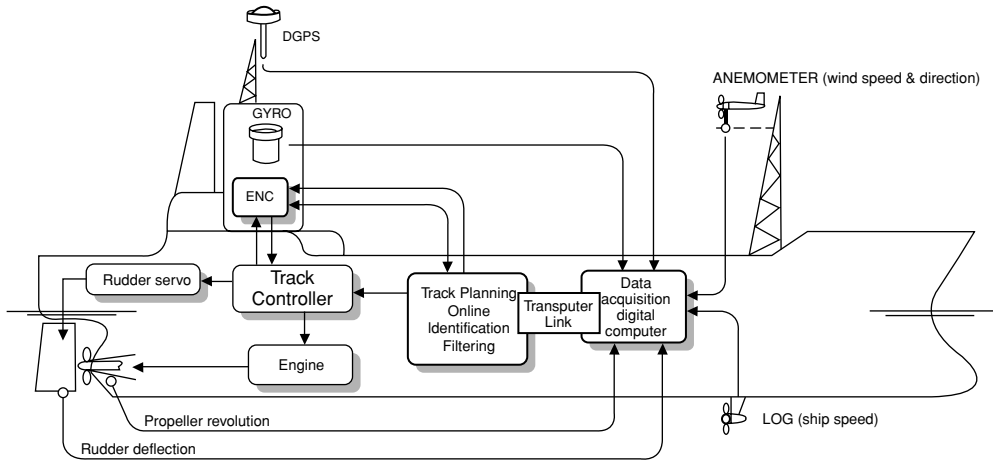 DGPS
ANEMOMETER (wind speed & direction)
GYRO
ENC
Rudder servo
Track
Controller
Track Planning
Online
Identification
Filtering
Transputer
Link
Data
acquisition
digital
computer
Engine
Propeller revolution
LOG (ship speed)
Rudder deflection